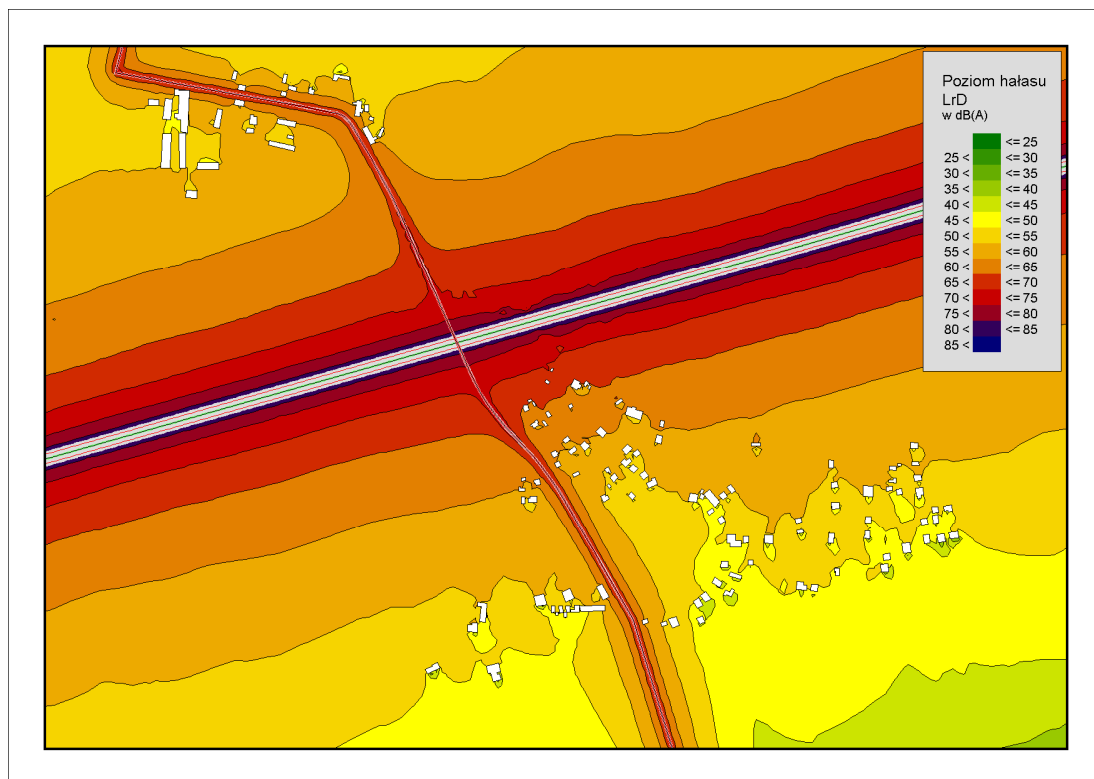 Poziom hałasu
LrD
w dB(A)
<= 25
25 < <= 30
30 < <= 35
35 < <= 40
40 < <= 45
45 < <= 50
50 < <= 55
55 < <= 60
60 < <= 65
65 < <= 70
70 < <= 75
75 < <= 80
80 < <= 85
85 <